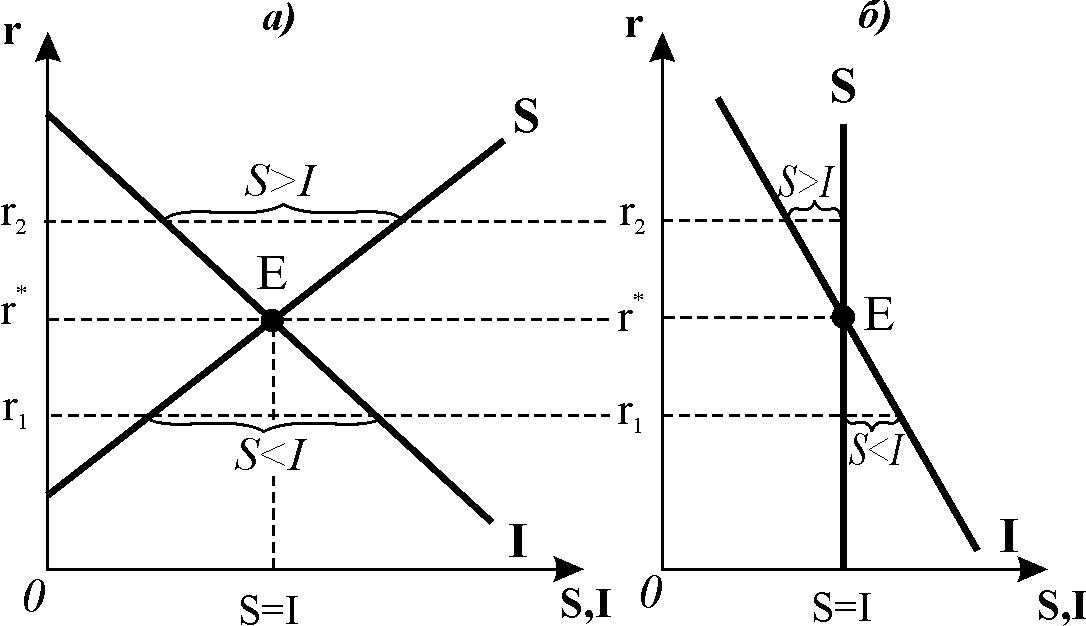 а)
r
S
S>I
r₂
E
r*
r₁
S<I
I
0
S=I
S,I
б)
r
S
S>I
r₂
r*
E
r₁
S<I
I
0
S=I
S,I